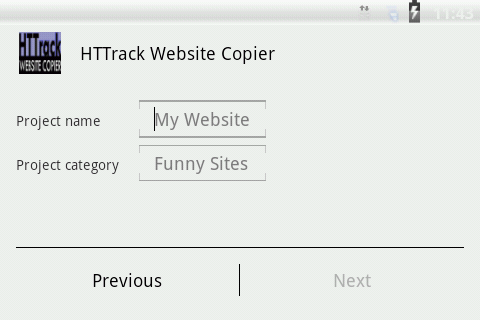 11:43
HTTrack
WEBSITE COPIER
HTTrack Website Copier
Project name
My Website
Project category
Funny Sites
Previous
Next